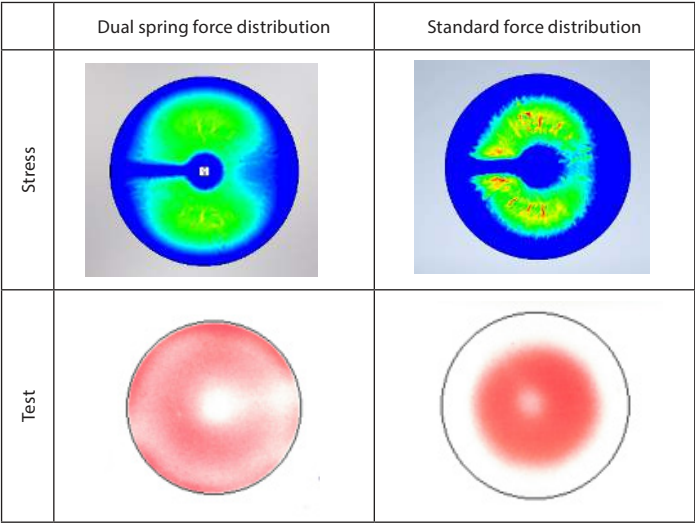 Dual spring force distribution
Standard force distribution
Stress
Test